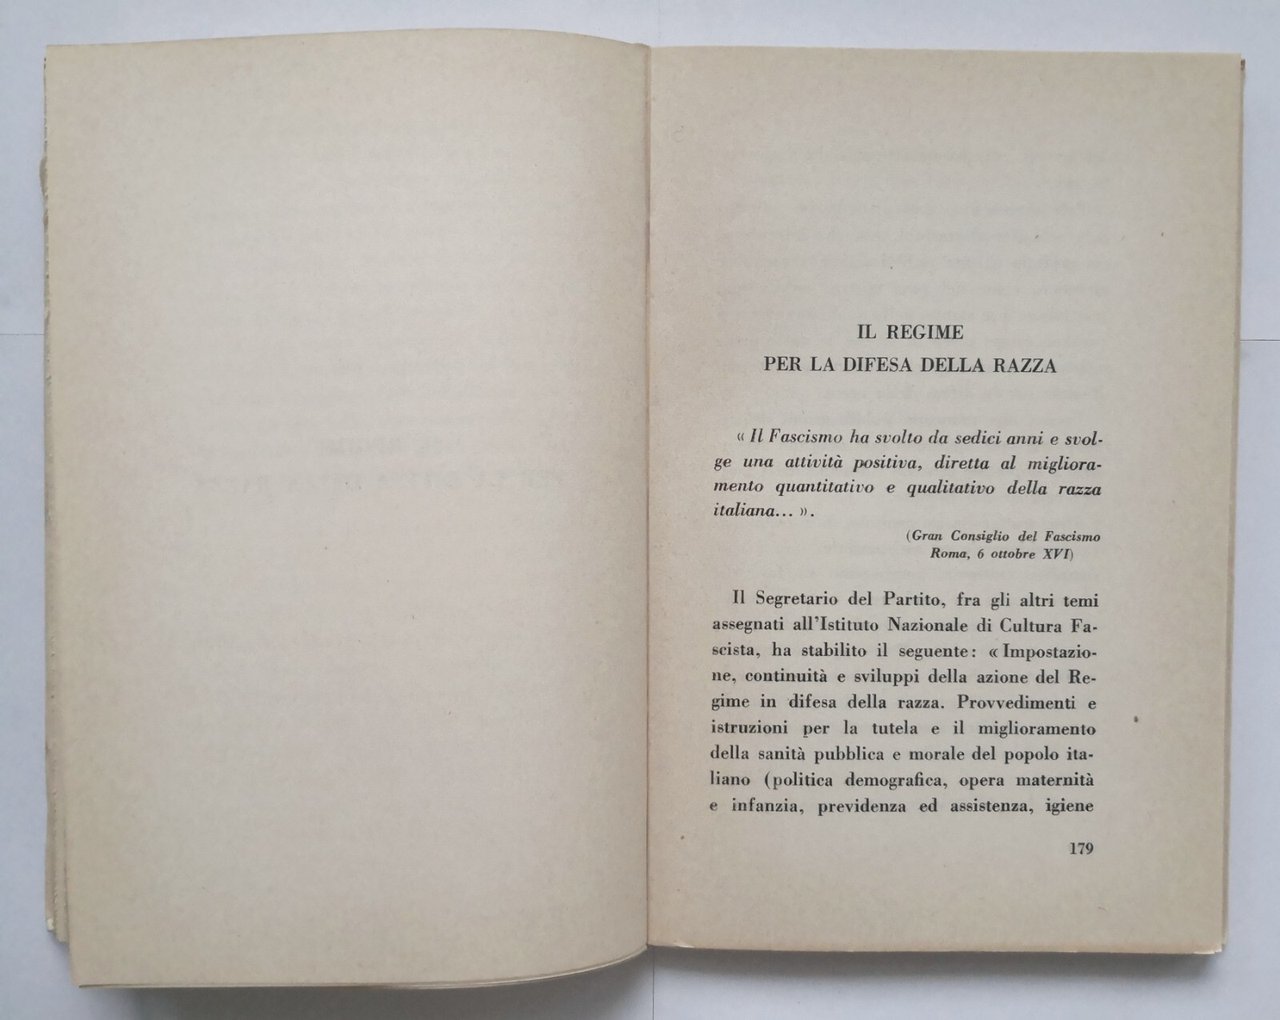 IL REGIME
PER LA DIFESA DELLA RAZZA
« Il Fascismo ha svolto da sedici anni e svol-
ge una attività positiva, diretta al migliora-
mento quantitativo e qualitativo della razza
italiana... ».
(Gran Consiglio del Fascismo
Roma, 6 ottobre XVI)
Il Segretario del Partito, fra gli altri temi
assegnati all'Istituto Nazionale di Cultura Fa-
scista, ha stabilito il seguente: « Impostazio-
ne, continuità e sviluppi della azione del Re-
gime in difesa della razza. Provvedimenti e
istruzioni per la tutela e il miglioramento
della sanità pubblica e morale del popolo ita-
liano (politica demografica, opera maternità
e infanzia, previdenza ed assistenza, igiene
179